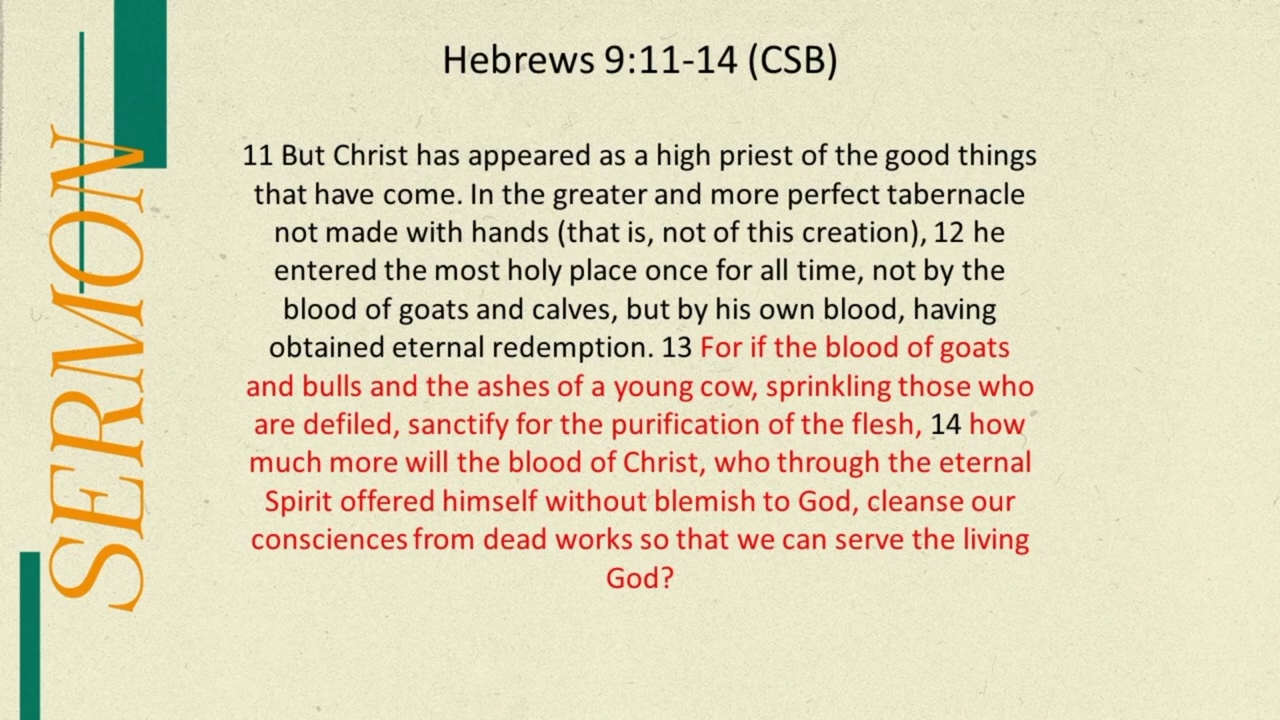 SERMON
Hebrews 9:11-14 (CSB)
11 But Christ has appeared as a high priest of the good things
that have come. In the greater and more perfect tabernacle
not made with hands (that is, not of this creation), 12 he
entered the most holy place once for all time, not by the
blood of goats and calves, but by his own blood, having
obtained eternal redemption. 13 For if the blood of goats
and bulls and the ashes of a young cow, sprinkling those who
are defiled, sanctify for the purification of the flesh, 14 how
much more will the blood of Christ, who through the eternal
Spirit offered himself without blemish to God, cleanse our
consciences from dead works so that we can serve the living
God?